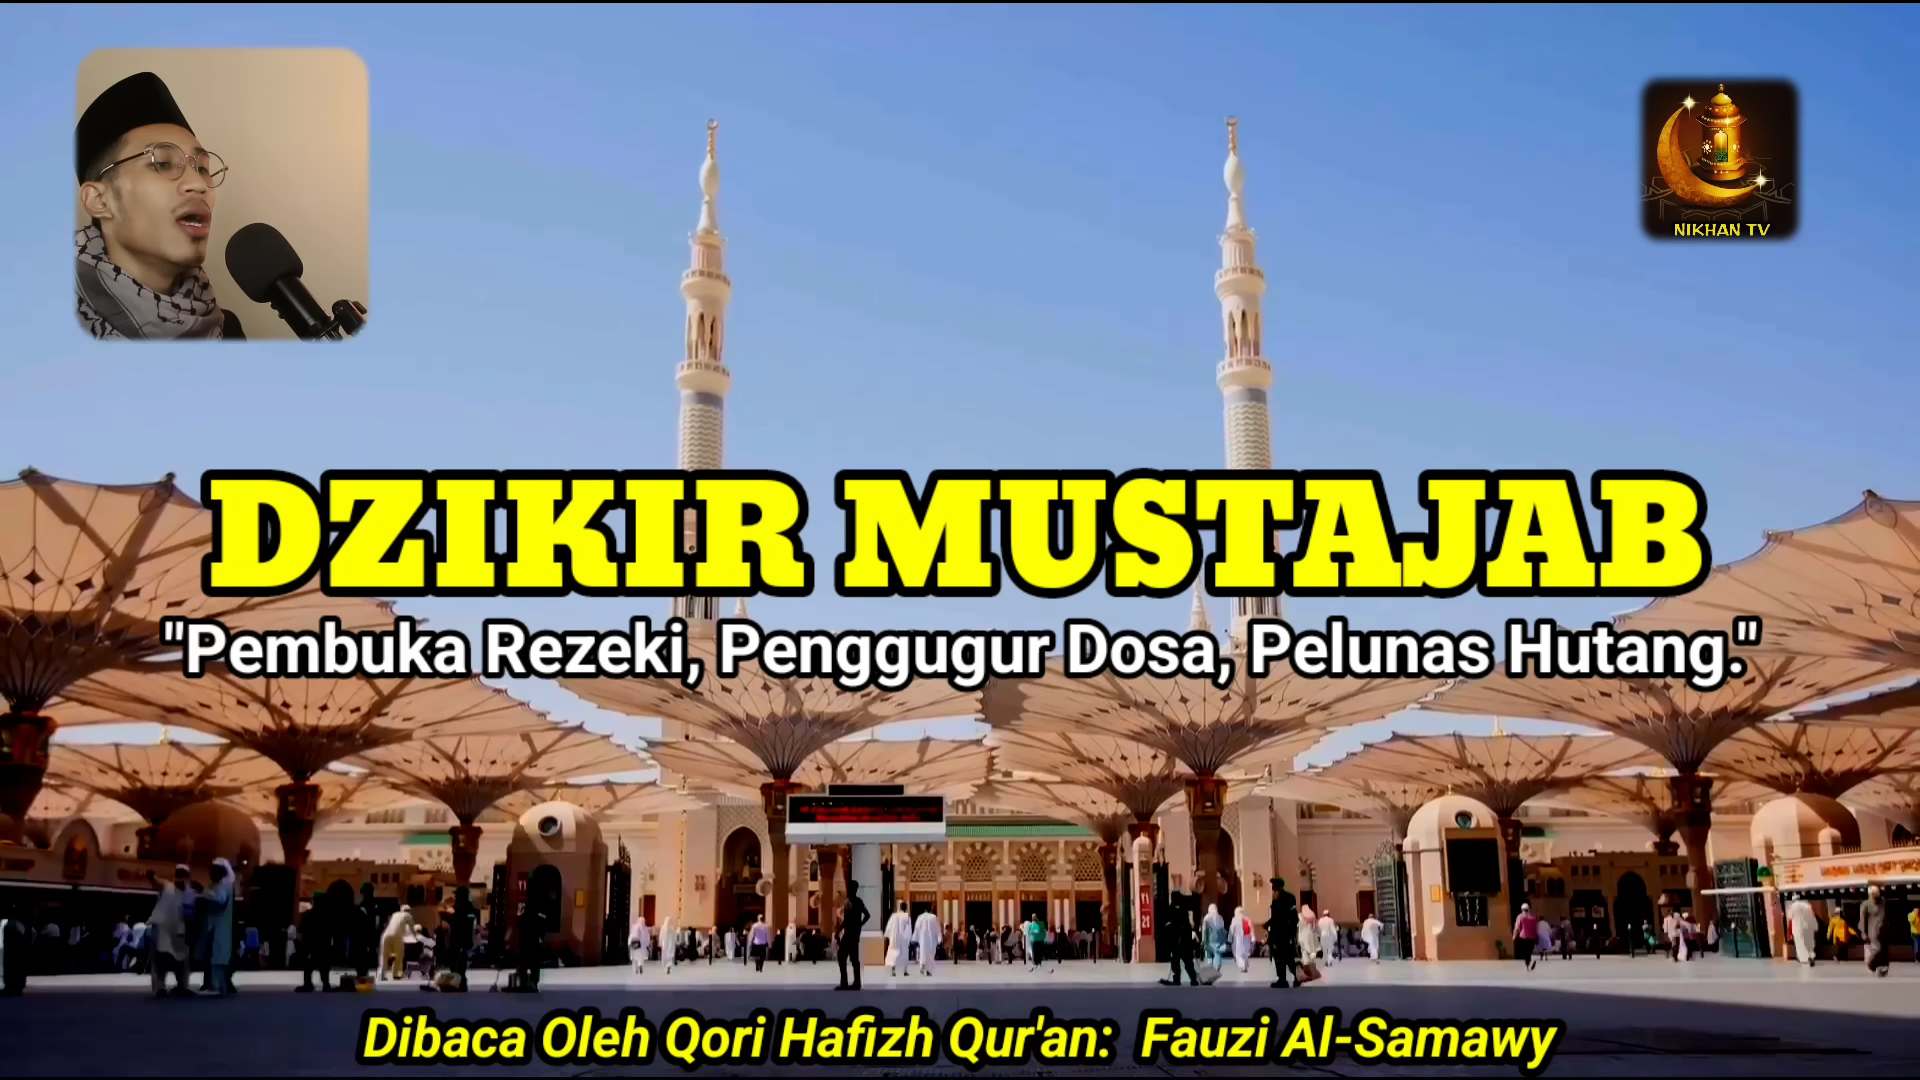 NIKHAN TV
DZIKIR MUSTAJAB
"Pembuka Rezeki, Penggugur Dosa, Pelunas Hutang."
Dibaca Oleh Qori Hafizh Qur'an: Fauzi Al-Samawy